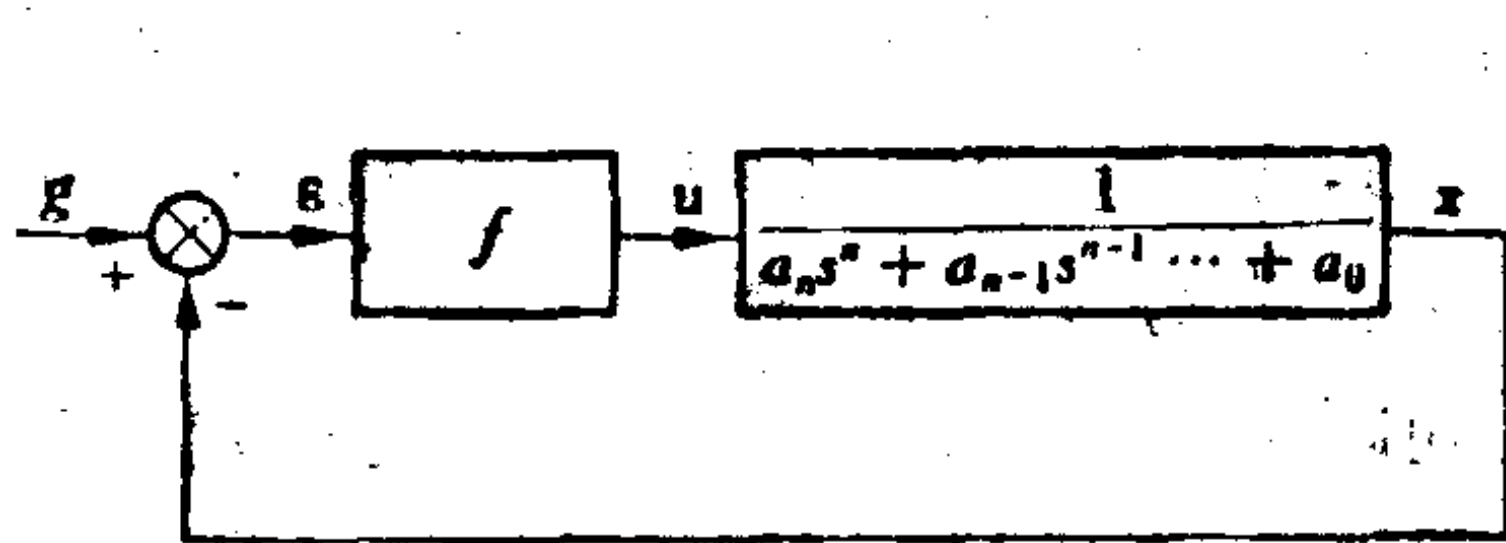 g
+
−
ε
f
u
1
aₙsⁿ + aₙ₋₁sⁿ⁻¹ ... + a₀
x